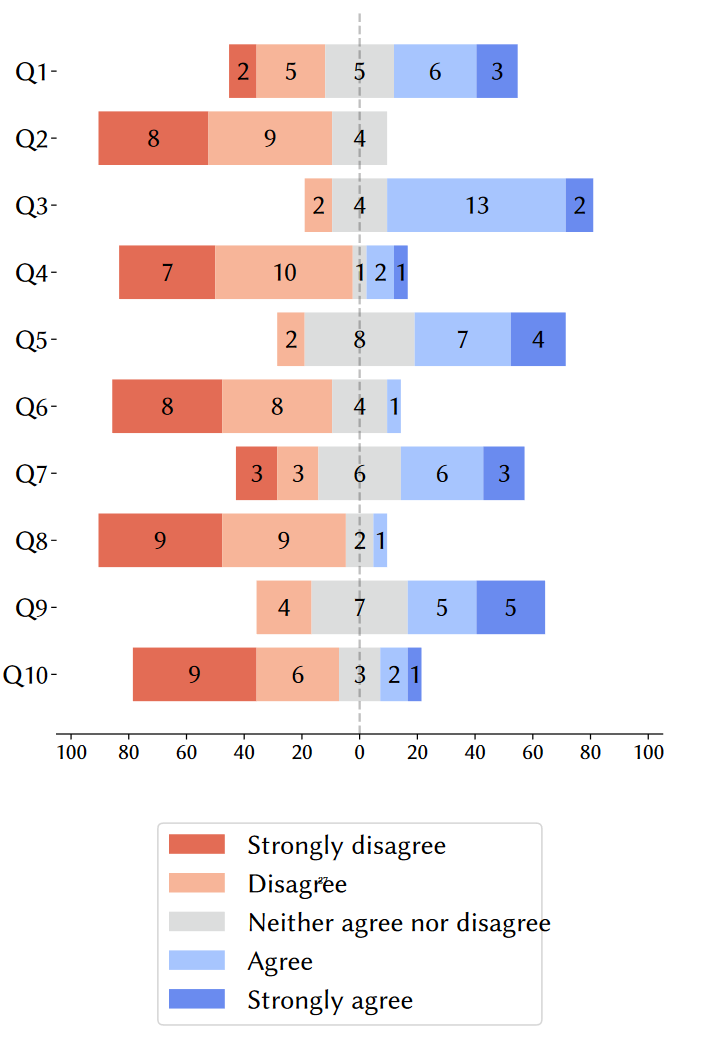 Q1 2 5 5 6 3
Q2 8 9 4
Q3 2 4 13 2
Q4 7 10 1 2 1
Q5 2 8 7 4
Q6 8 8 4 1
Q7 3 3 6 6 3
Q8 9 9 2 1
Q9 4 7 5 5
Q10 9 6 3 2 1
100 80 60 40 20 0 20 40 60 80 100
Strongly disagree
Disagree
27
Neither agree nor disagree
Agree
Strongly agree